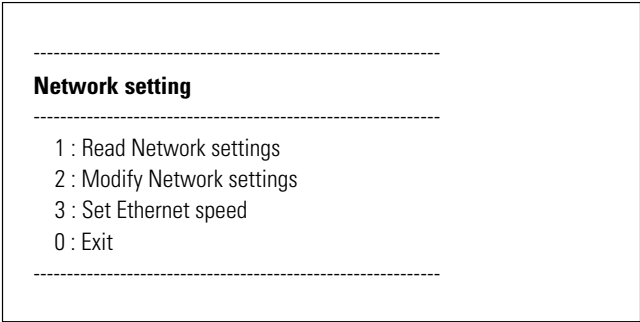 --------------------------------------------------------------
Network setting
--------------------------------------------------------------
1 : Read Network settings
2 : Modify Network settings
3 : Set Ethernet speed
0 : Exit
--------------------------------------------------------------